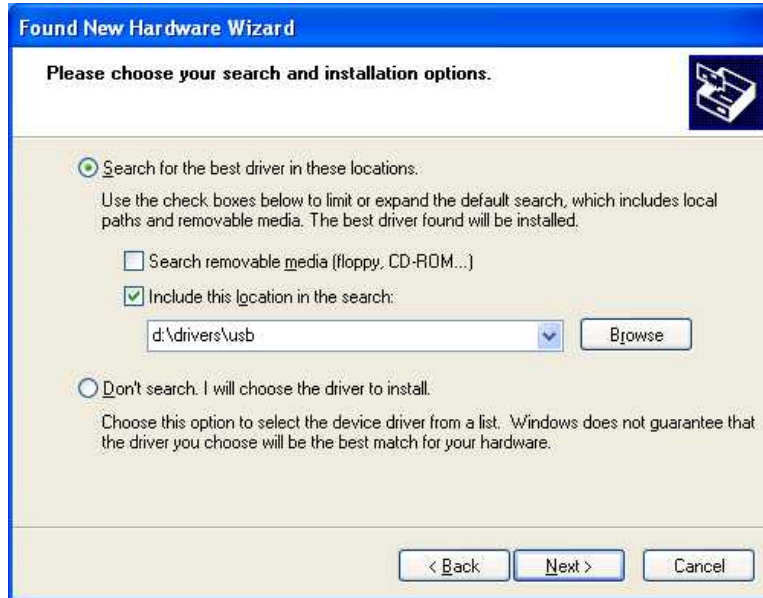 Found New Hardware Wizard
Please choose your search and installation options.
Search for the best driver in these locations.
Use the check boxes below to limit or expand the default search, which includes local
paths and removable media. The best driver found will be installed.
Search removable media (floppy, CD-ROM...)
Include this location in the search:
d:\drivers\usb
Browse
Don't search. I will choose the driver to install.
Choose this option to select the device driver from a list. Windows does not guarantee that
the driver you choose will be the best match for your hardware.
< Back Next > Cancel